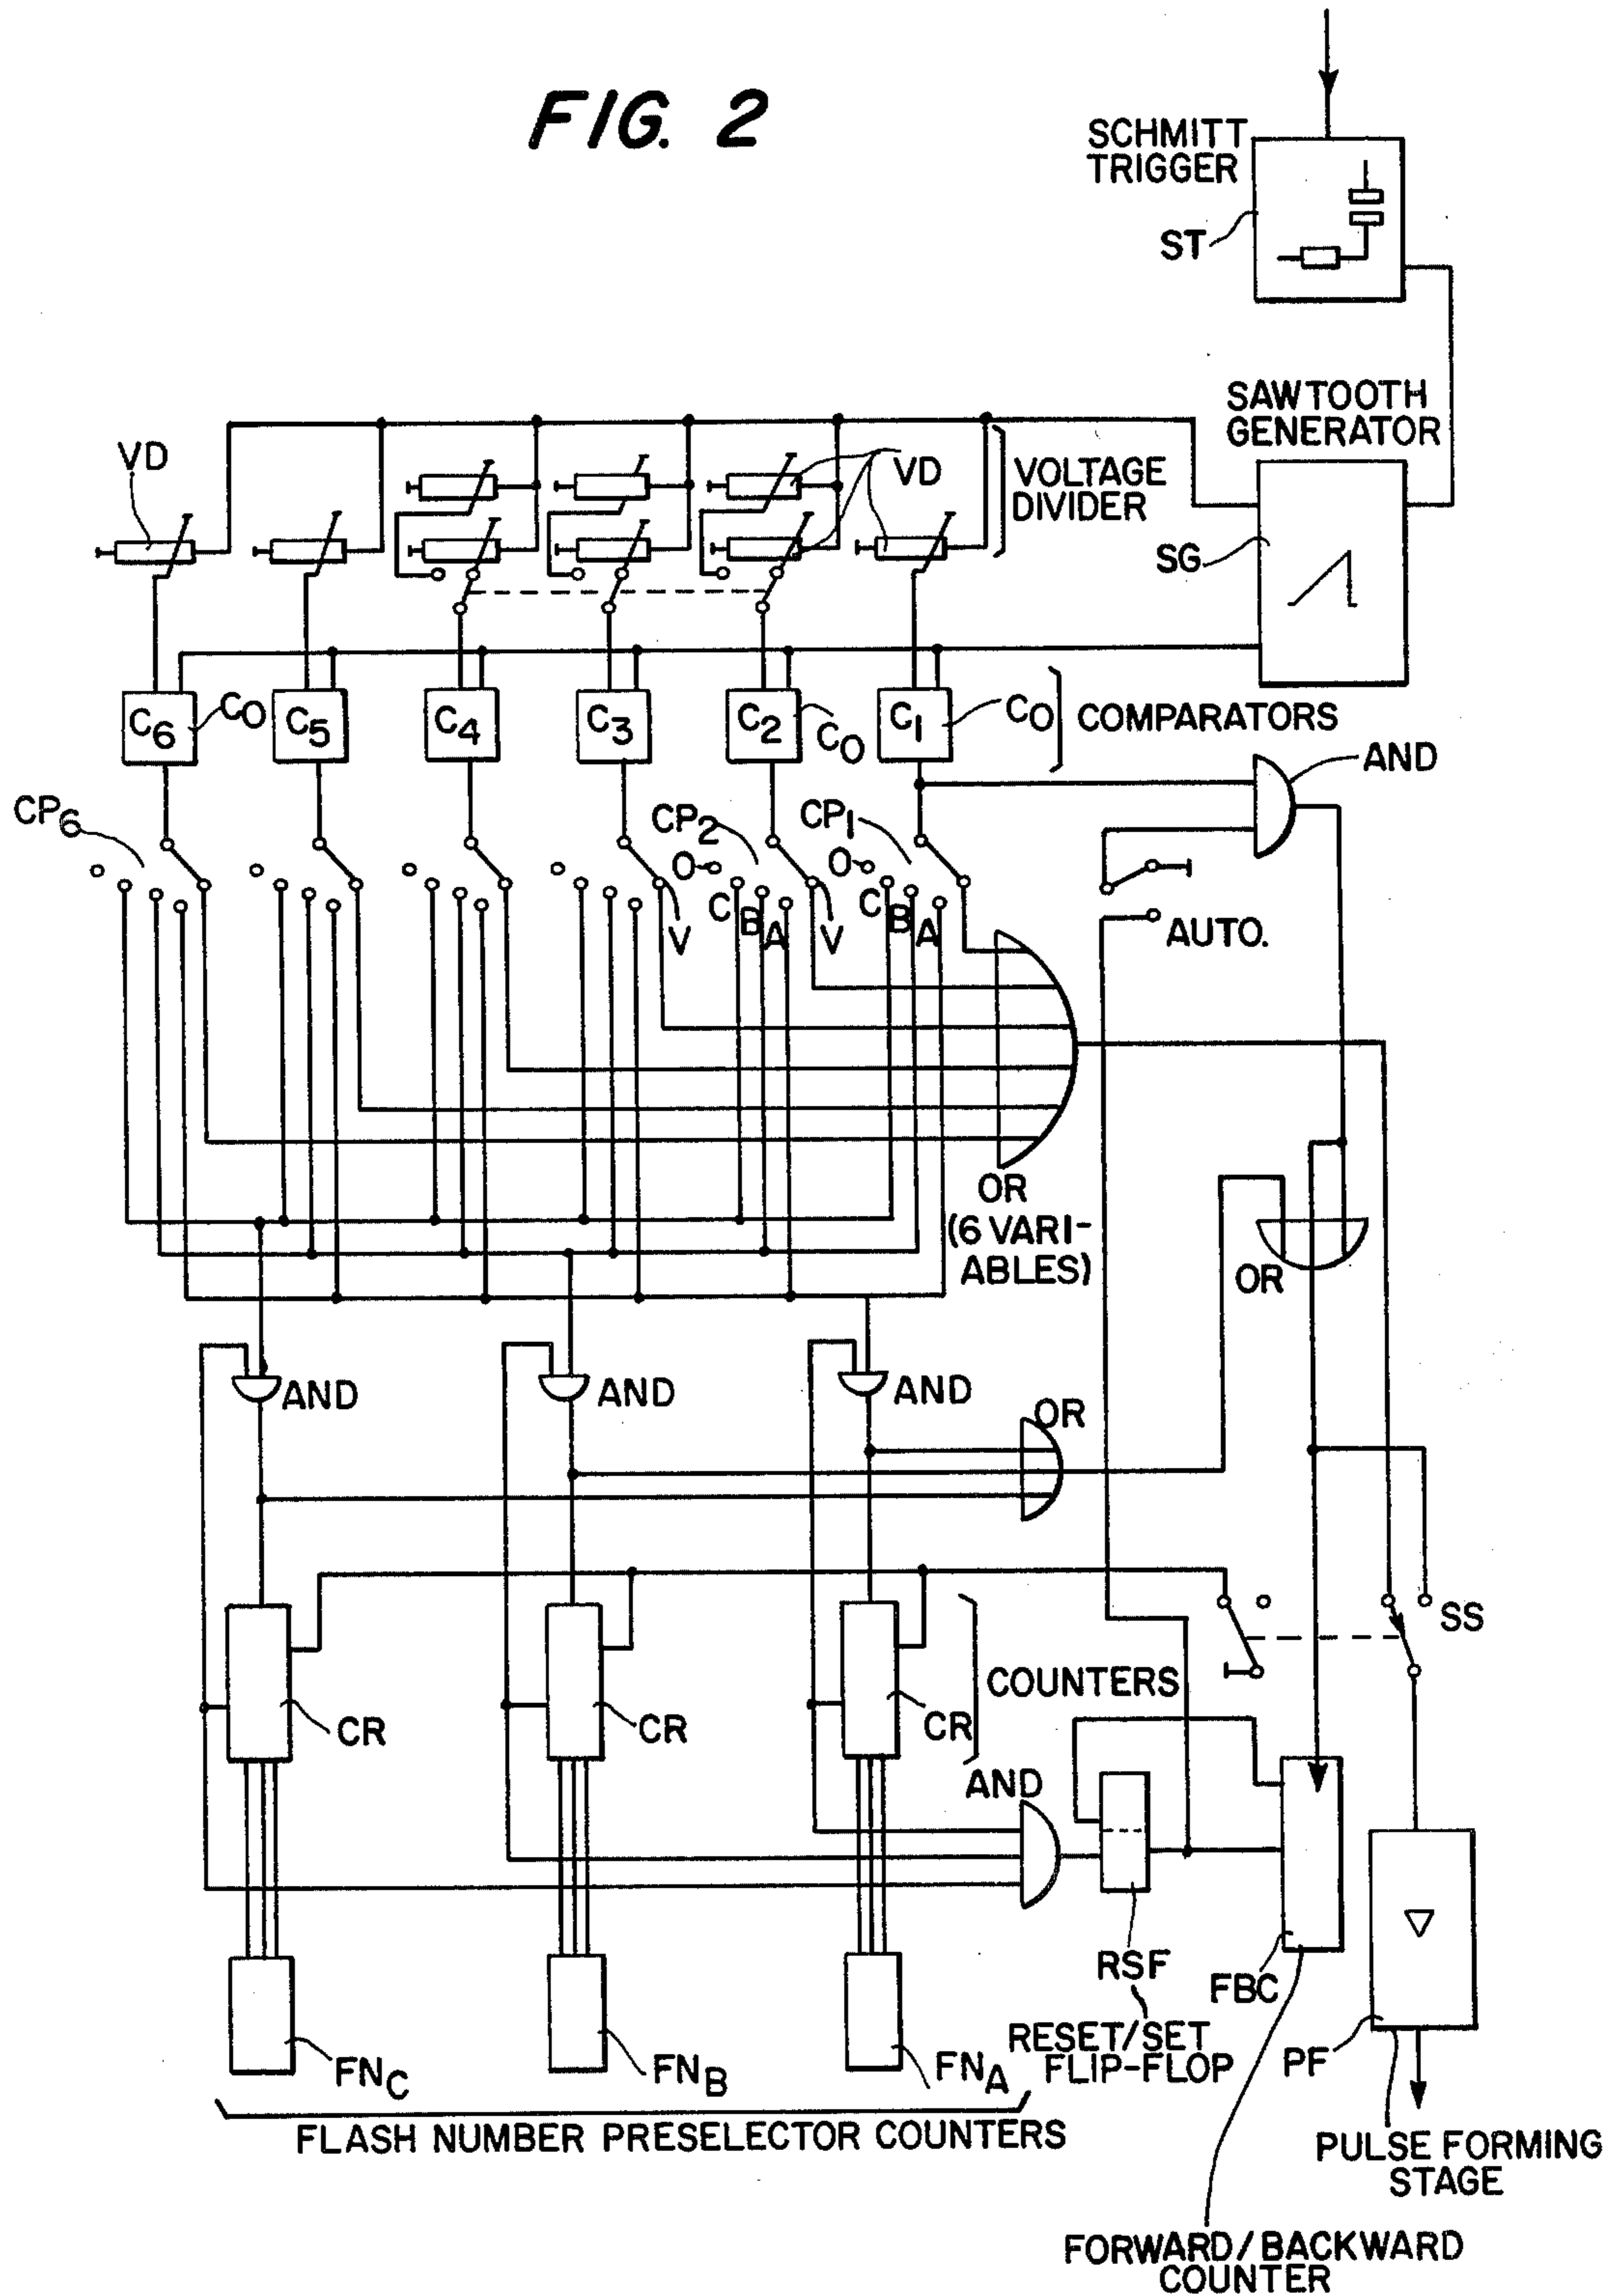 FIG. 2
SCHMITT
TRIGGER
ST
SAWTOOTH
GENERATOR
VD
VD
VOLTAGE
DIVIDER
SG
C6
CO
C5
C4
C3
C2
CO
C1
CO
COMPARATORS
AND
CP6
CP2
CP1
O
O
C
B
A
V
V
C
B
A
AUTO.
OR
(6 VARI-
ABLES)
OR
AND
AND
AND
OR
SS
COUNTERS
CR
CR
CR
AND
RSF
FBC
RESET/SET
FLIP-FLOP
PF
FNC
FNB
FNA
FLASH NUMBER PRESELECTOR COUNTERS
PULSE FORMING
STAGE
FORWARD/BACKWARD
COUNTER